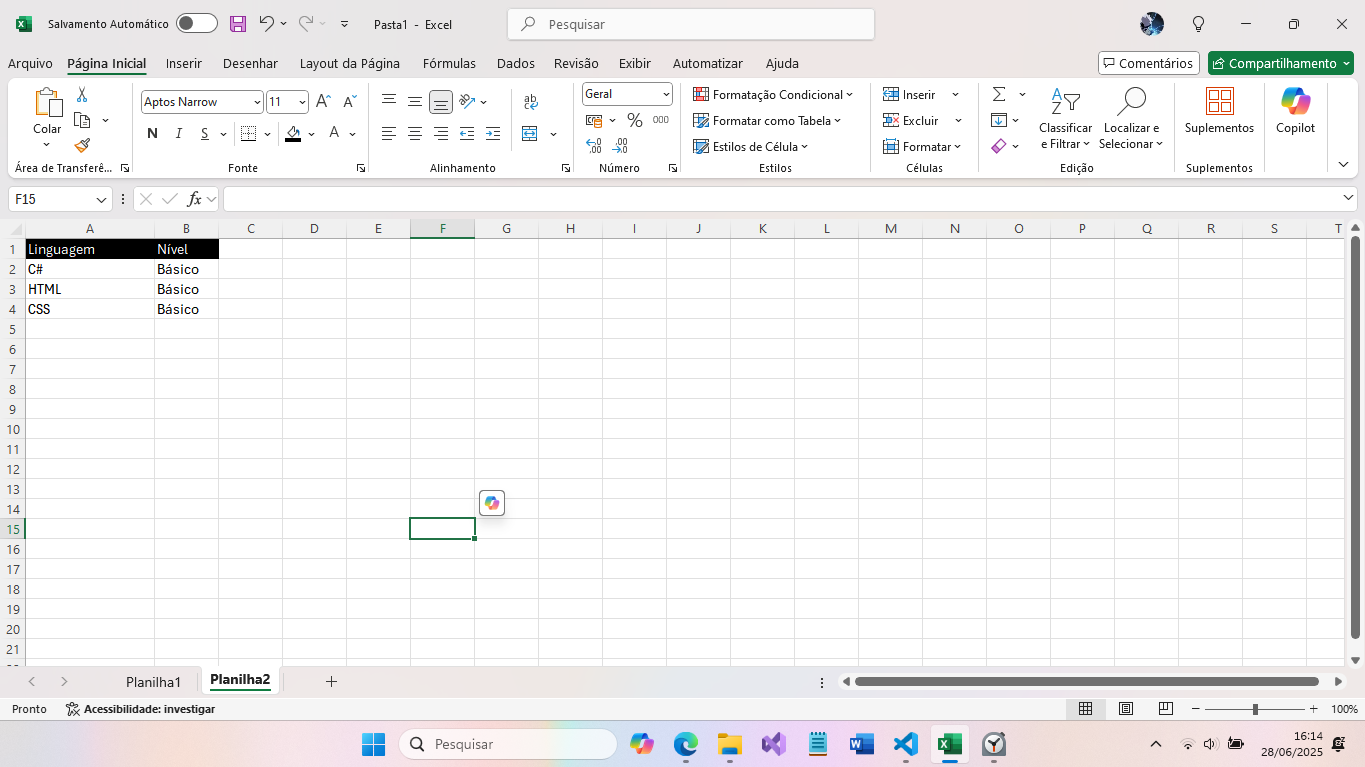 Salvamento Automático
Pasta1 - Excel
Pesquisar
Arquivo Página Inicial Inserir Desenhar Layout da Página Fórmulas Dados Revisão Exibir Automatizar Ajuda
Comentários
Compartilhamento
Colar
Área de Transferê...
Aptos Narrow 11
N I S A
Fonte
ab
Alinhamento
Geral
% 000
Número
Formatação Condicional
Formatar como Tabela
Estilos de Célula
Estilos
Inserir
Excluir
Formatar
Células
Classificar
e Filtrar
Localizar e
Selecionar
Edição
Suplementos
Suplementos
Copilot
F15
fx
A B C D E F G H I J K L M N O P Q R S T
1 Linguagem Nível
2 C# Básico
3 HTML Básico
4 CSS Básico
5
6
7
8
9
10
11
12
13
14
15
16
17
18
19
20
21
Planilha1 Planilha2
Pronto
Acessibilidade: investigar
100%
Pesquisar
16:14
28/06/2025